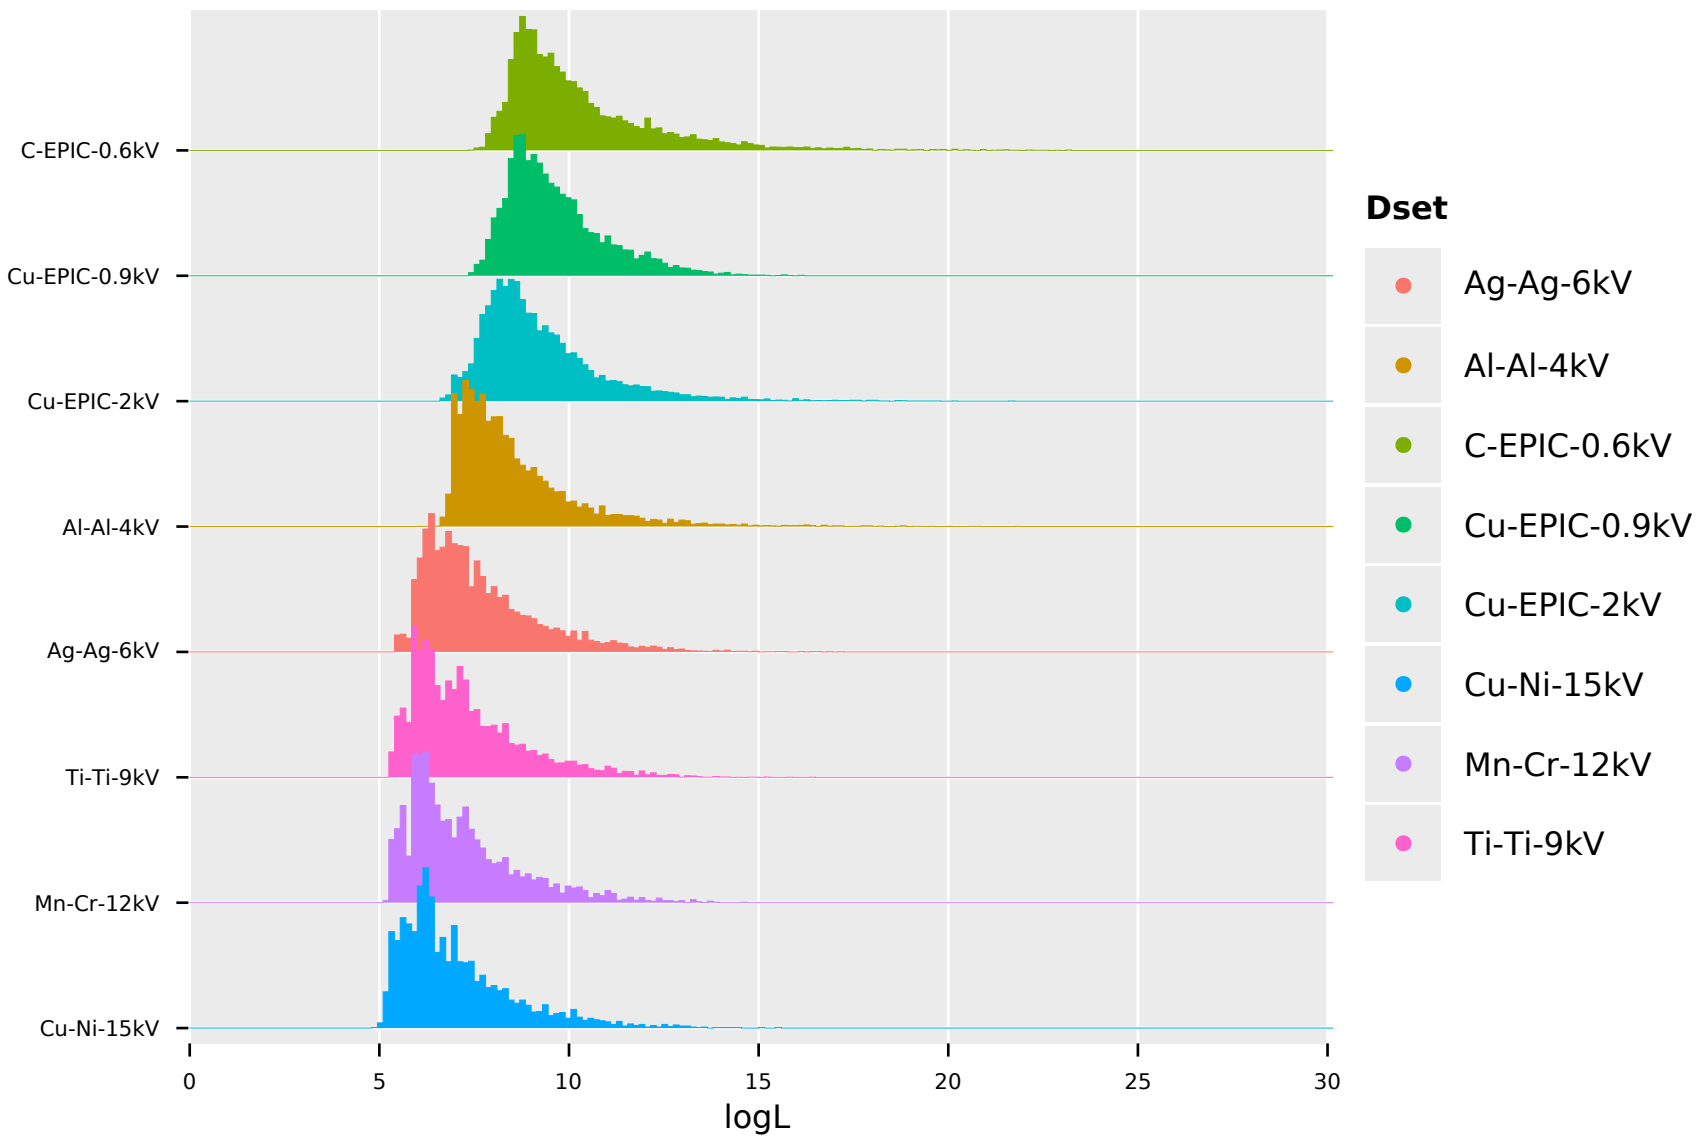 C-EPIC-0.6kV
Cu-EPIC-0.9kV
Cu-EPIC-2kV
Al-Al-4kV
Ag-Ag-6kV
Ti-Ti-9kV
Mn-Cr-12kV
Cu-Ni-15kV
0 5 10 15 20 25 30
logL
Dset
Ag-Ag-6kV
Al-Al-4kV
C-EPIC-0.6kV
Cu-EPIC-0.9kV
Cu-EPIC-2kV
Cu-Ni-15kV
Mn-Cr-12kV
Ti-Ti-9kV